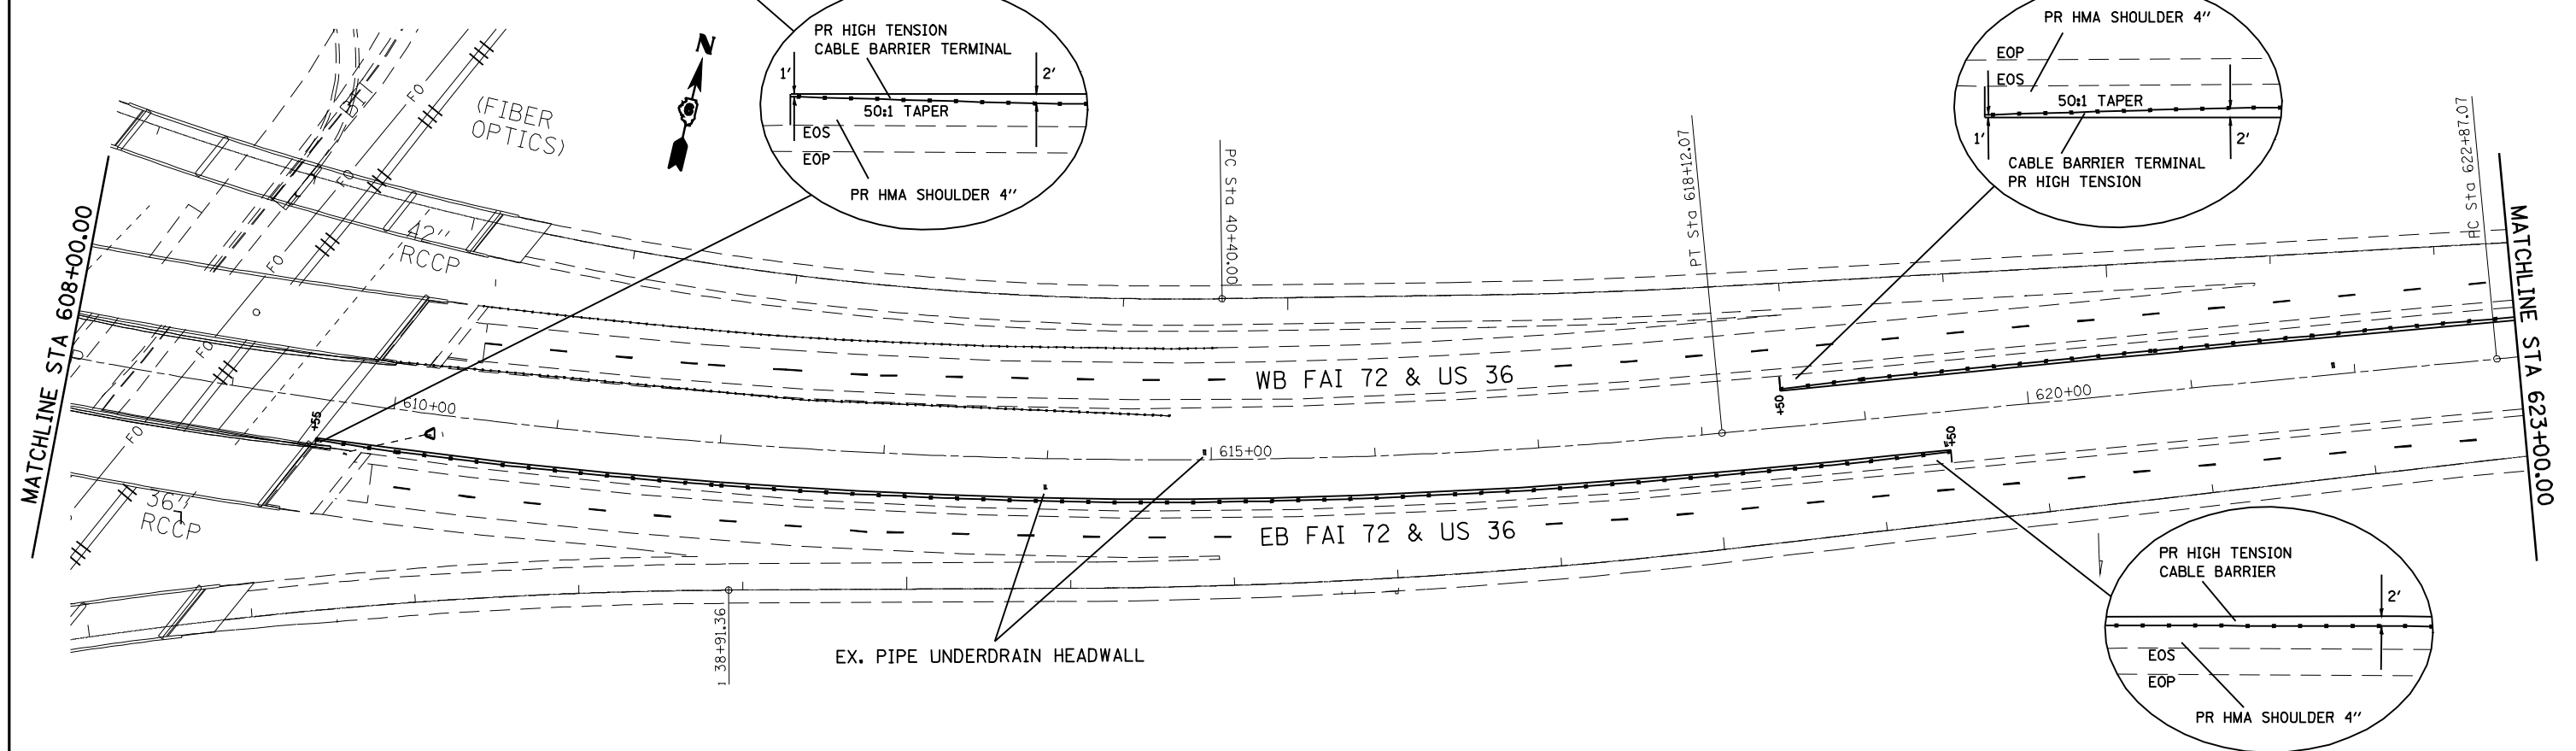 PR HIGH TENSION
CABLE BARRIER TERMINAL
1'
2'
50:1 TAPER
EOS
EOP
PR HMA SHOULDER 4"
PR HMA SHOULDER 4"
EOP
EOS
50:1 TAPER
1'
2'
CABLE BARRIER TERMINAL
PR HIGH TENSION
N
(FIBER
OPTICS)
FO
FO
FO
FO
FO
42"
RCCP
36"
RCCP
MATCHLINE STA 608+00.00
PC Sta 40+40.00
PT Sta 618+12.07
PC Sta 622+87.07
MATCHLINE STA 623+00.00
WB FAI 72 & US 36
610+00
+55
615+00
+50
620+00
+50
EB FAI 72 & US 36
38+91.36
EX. PIPE UNDERDRAIN HEADWALL
PR HIGH TENSION
CABLE BARRIER
2'
EOS
EOP
PR HMA SHOULDER 4"